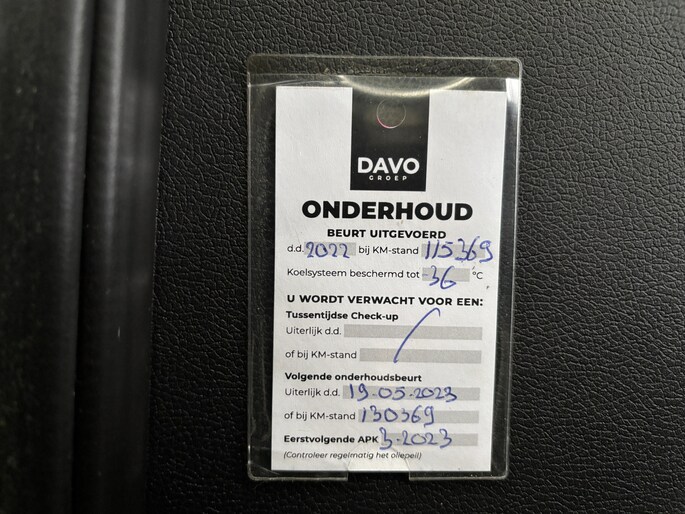 DAVO
GROEP
ONDERHOUD
BEURT UITGEVOERD
d.d. 2022 bij KM-stand 115369
Koelsysteem beschermd tot -36 °C
U WORDT VERWACHT VOOR EEN:
Tussentijdse Check-up
Uiterlijk d.d.
of bij KM-stand
Volgende onderhoudsbeurt
Uiterlijk d.d. 19-05-2023
of bij KM-stand 130369
Eerstvolgende APK 3-2023
(Controleer regelmatig het oliepeil)